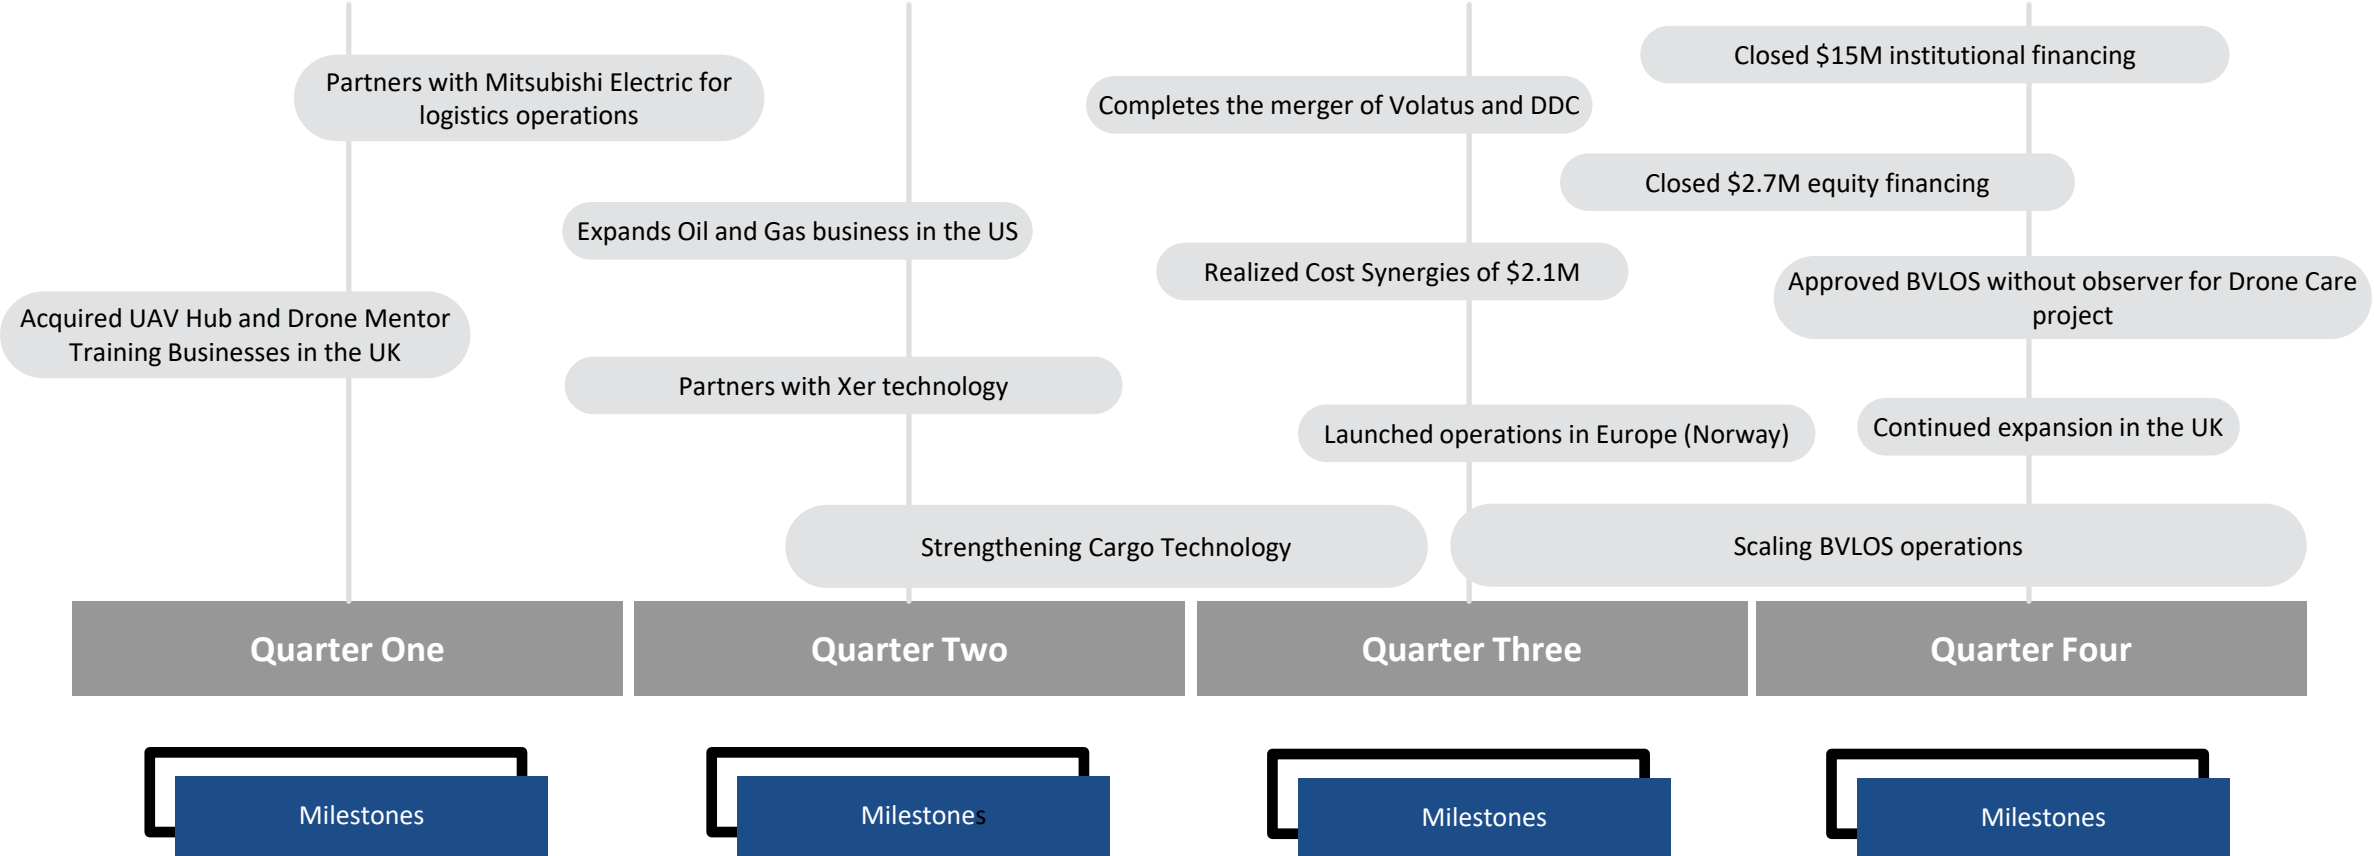 Partners with Mitsubishi Electric for
logistics operations
Acquired UAV Hub and Drone Mentor
Training Businesses in the UK
Expands Oil and Gas business in the US
Partners with Xer technology
Strengthening Cargo Technology
Completes the merger of Volatus and DDC
Realized Cost Synergies of $2.1M
Launched operations in Europe (Norway)
Closed $15M institutional financing
Closed $2.7M equity financing
Approved BVLOS without observer for Drone Care
project
Continued expansion in the UK
Scaling BVLOS operations
Quarter One
Quarter Two
Quarter Three
Quarter Four
Milestones
Milestones
Milestones
Milestones